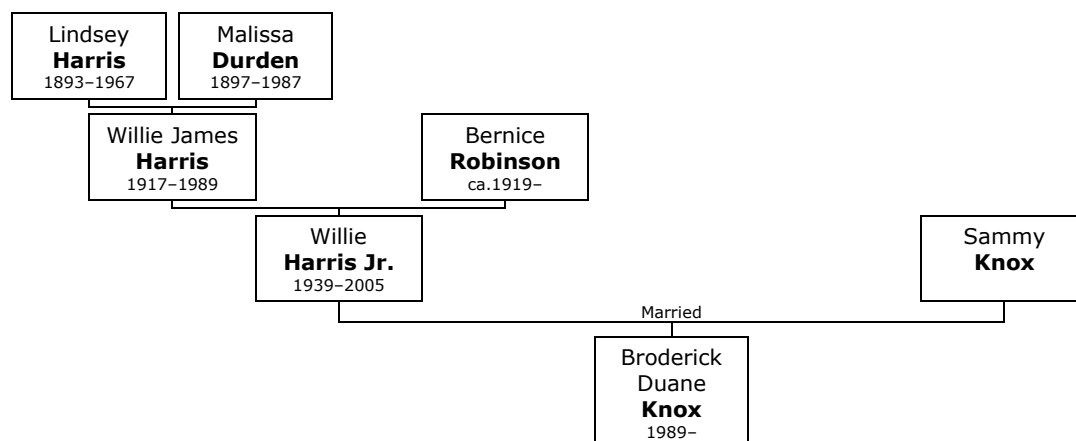 Lindsey
Harris
1893–1967
Malissa
Durden
1897–1987
Willie James
Harris
1917–1989
Bernice
Robinson
ca.1919–
Willie
Harris Jr.
1939–2005
Sammy
Knox
Married
Broderick
Duane
Knox
1989–